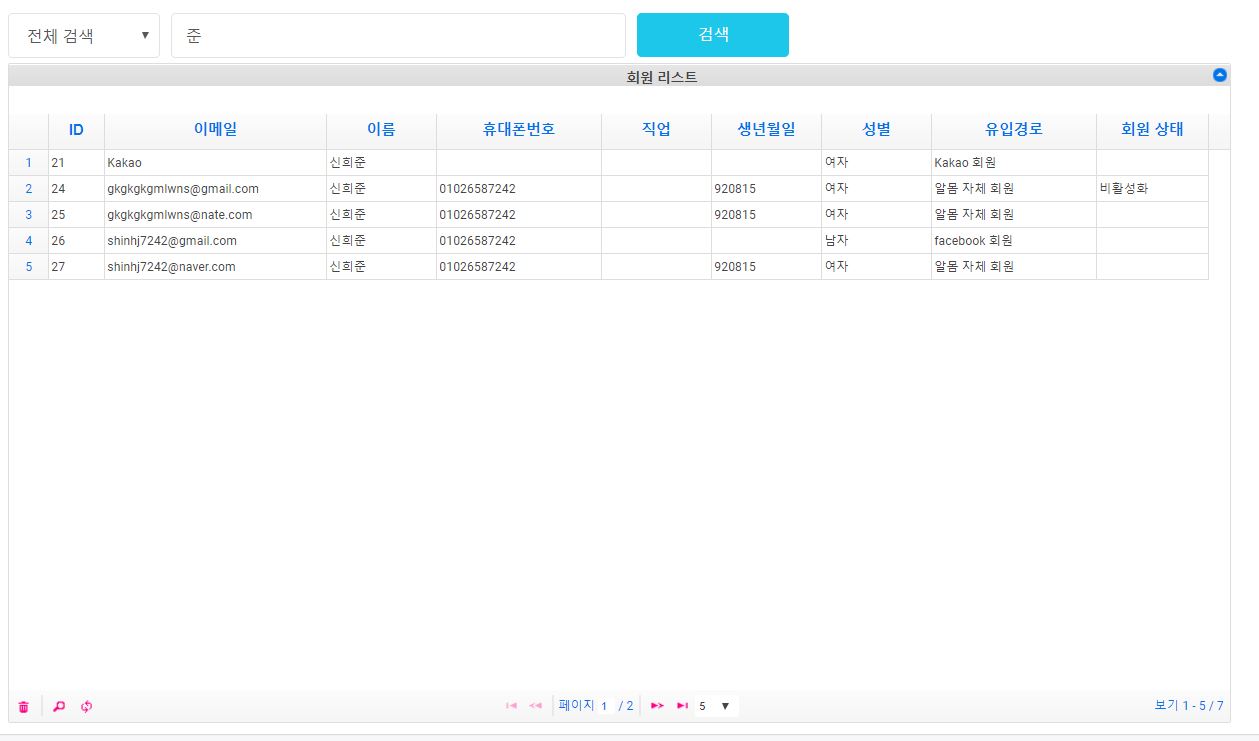 전체 검색 ▼ 준 검색
회원 리스트
ID 이메일 이름 휴대폰번호 직업 생년월일 성별 유입경로 회원 상태
1 21 Kakao 신희준 여자 Kakao 회원
2 24 gkgkgkgmlwns@gmail.com 신희준 01026587242 920815 여자 알몸 자체 회원 비활성화
3 25 gkgkgkgmlwns@nate.com 신희준 01026587242 920815 여자 알몸 자체 회원
4 26 shinhj7242@gmail.com 신희준 01026587242 남자 facebook 회원
5 27 shinhj7242@naver.com 신희준 01026587242 920815 여자 알몸 자체 회원
페이지 1 / 2 5 ▼ 보기 1 - 5 / 7